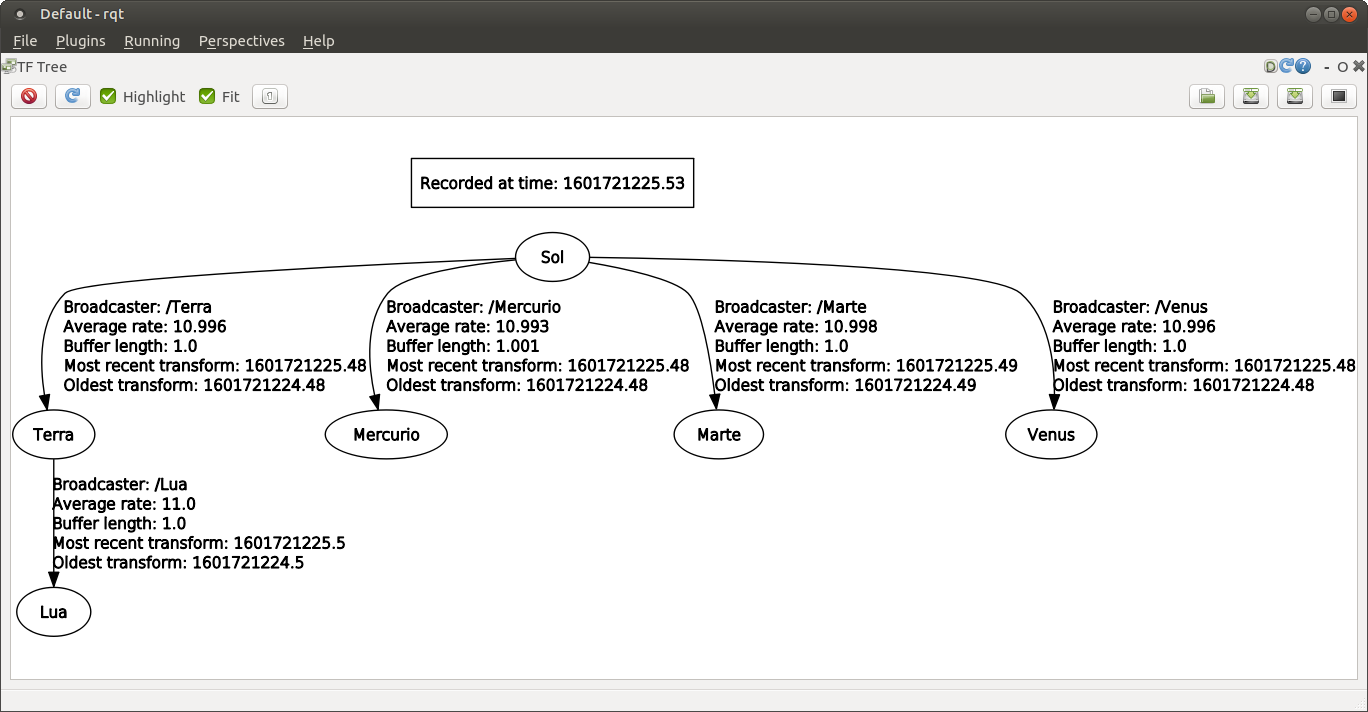 Default - rqt
File Plugins Running Perspectives Help
TF Tree
D ? - O
Highlight Fit
Recorded at time: 1601721225.53
Sol
Broadcaster: /Terra
Average rate: 10.996
Buffer length: 1.0
Most recent transform: 1601721225.48
Oldest transform: 1601721224.48
Broadcaster: /Mercurio
Average rate: 10.993
Buffer length: 1.001
Most recent transform: 1601721225.48
Oldest transform: 1601721224.48
Broadcaster: /Marte
Average rate: 10.998
Buffer length: 1.0
Most recent transform: 1601721225.49
Oldest transform: 1601721224.49
Broadcaster: /Venus
Average rate: 10.996
Buffer length: 1.0
Most recent transform: 1601721225.48
Oldest transform: 1601721224.48
Terra
Mercurio
Marte
Venus
Broadcaster: /Lua
Average rate: 11.0
Buffer length: 1.0
Most recent transform: 1601721225.5
Oldest transform: 1601721224.5
Lua